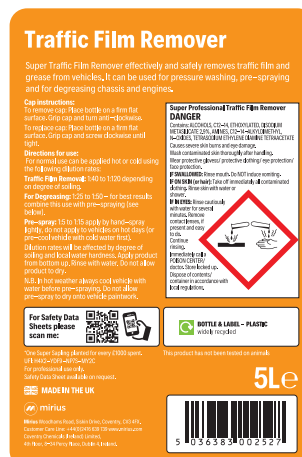 Traffic Film Remover
Super Traffic Film Remover effectively and safely removes traffic film and
grease from vehicles. It can be used for pressure washing, pre-spraying
and for degreasing chassis and engines.
Cap instructions:
To remove cap: Place bottle on a firm flat
surface. Grip cap and turn anti-clockwise.
To replace cap: Place bottle on a firm flat
surface. Grip cap and screw clockwise until
tight.
Directions for use:
For normal use can be applied hot or cold using
the following dilution rates:
Traffic Film Removal: 1:40 to 1:120 depending
on degree of soiling.
For Degreasing: 1:25 to 1:50 - for best results
combine this use with pre-spraying (see
below).
Pre-spray: 1:5 to 1:15 apply by hand-spray
lightly, do not apply to vehicles on hot days (or
pre-cool vehicle with cold water first).
Dilution rates will be affected by degree of
soiling and local water hardness. Apply product
from bottom up. Rinse with water. Do not allow
product to dry.
N.B. In hot weather always cool vehicle with
water before pre-spraying. Do not allow
pre-spray to dry onto vehicle paintwork.
Super Professional Traffic Film Remover
DANGER
Contains: ALCOHOLS, C12-14, ETHOXYLATED, DISODIUM
METASILICATE 2,5%, AMINES, C12-14-ALKYLDIMETHYL,
N-OXIDES, TETRASODIUM ETHYLENE DIAMINE TETRAACETATE
Causes severe skin burns and eye damage.
Wash contaminated skin thoroughly after handling.
Wear protective gloves/ protective clothing/ eye protection/
face protection.
IF SWALLOWED: Rinse mouth. Do NOT induce vomiting.
IF ON SKIN (or hair): Take off immediately all contaminated
clothing. Rinse skin with water or
shower.
IF IN EYES: Rinse cautiously
with water for several
minutes. Remove
contact lenses, if
present and easy
to do.
Continue
rinsing.
Immediately call a
POISON CENTER/
doctor. Store locked up.
Dispose of contents/
container in accordance with
local regulations.
For Safety Data
Sheets please
scan me:
BOTTLE & LABEL - PLASTIC
widely recycled
*One Super Sapling planted for every £1000 spent.
For professional use only.
Safety Data Sheet available on request.
This product has not been tested on animals
MADE IN THE UK
5Le
mirius
Coventry Chemicals (Ireland) Limited,
5 036383 002527